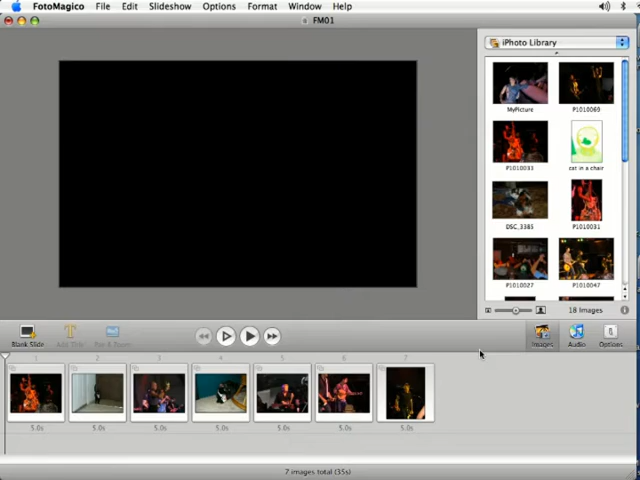 FotoMagico File Edit Slideshow Options Format Window Help
FM01
iPhoto Library
MyPicture P1010069
P1010033 cat in a chair
DSC_3385 P1010031
P1010027 P1010047
18 Images
Blank Slide Add Title Pan & Zoom
Images Audio Options
1 2 3 4 5 6 7
5.0s 5.0s 5.0s 5.0s 5.0s 5.0s 5.0s
7 images total (35s)